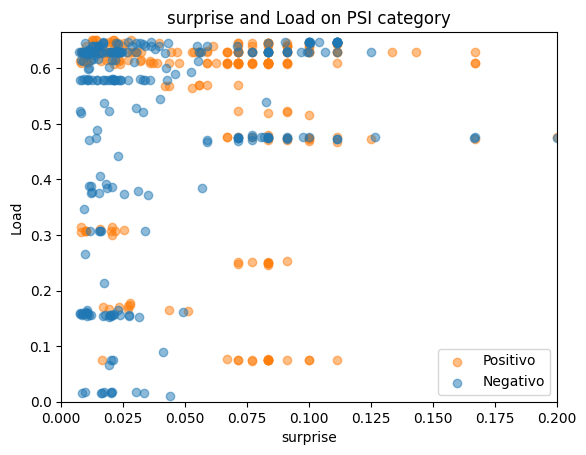 surprise and Load on PSI category
Load
0.6
0.5
0.4
0.3
0.2
0.1
0.0
0.000 0.025 0.050 0.075 0.100 0.125 0.150 0.175 0.200
surprise
Positivo
Negativo